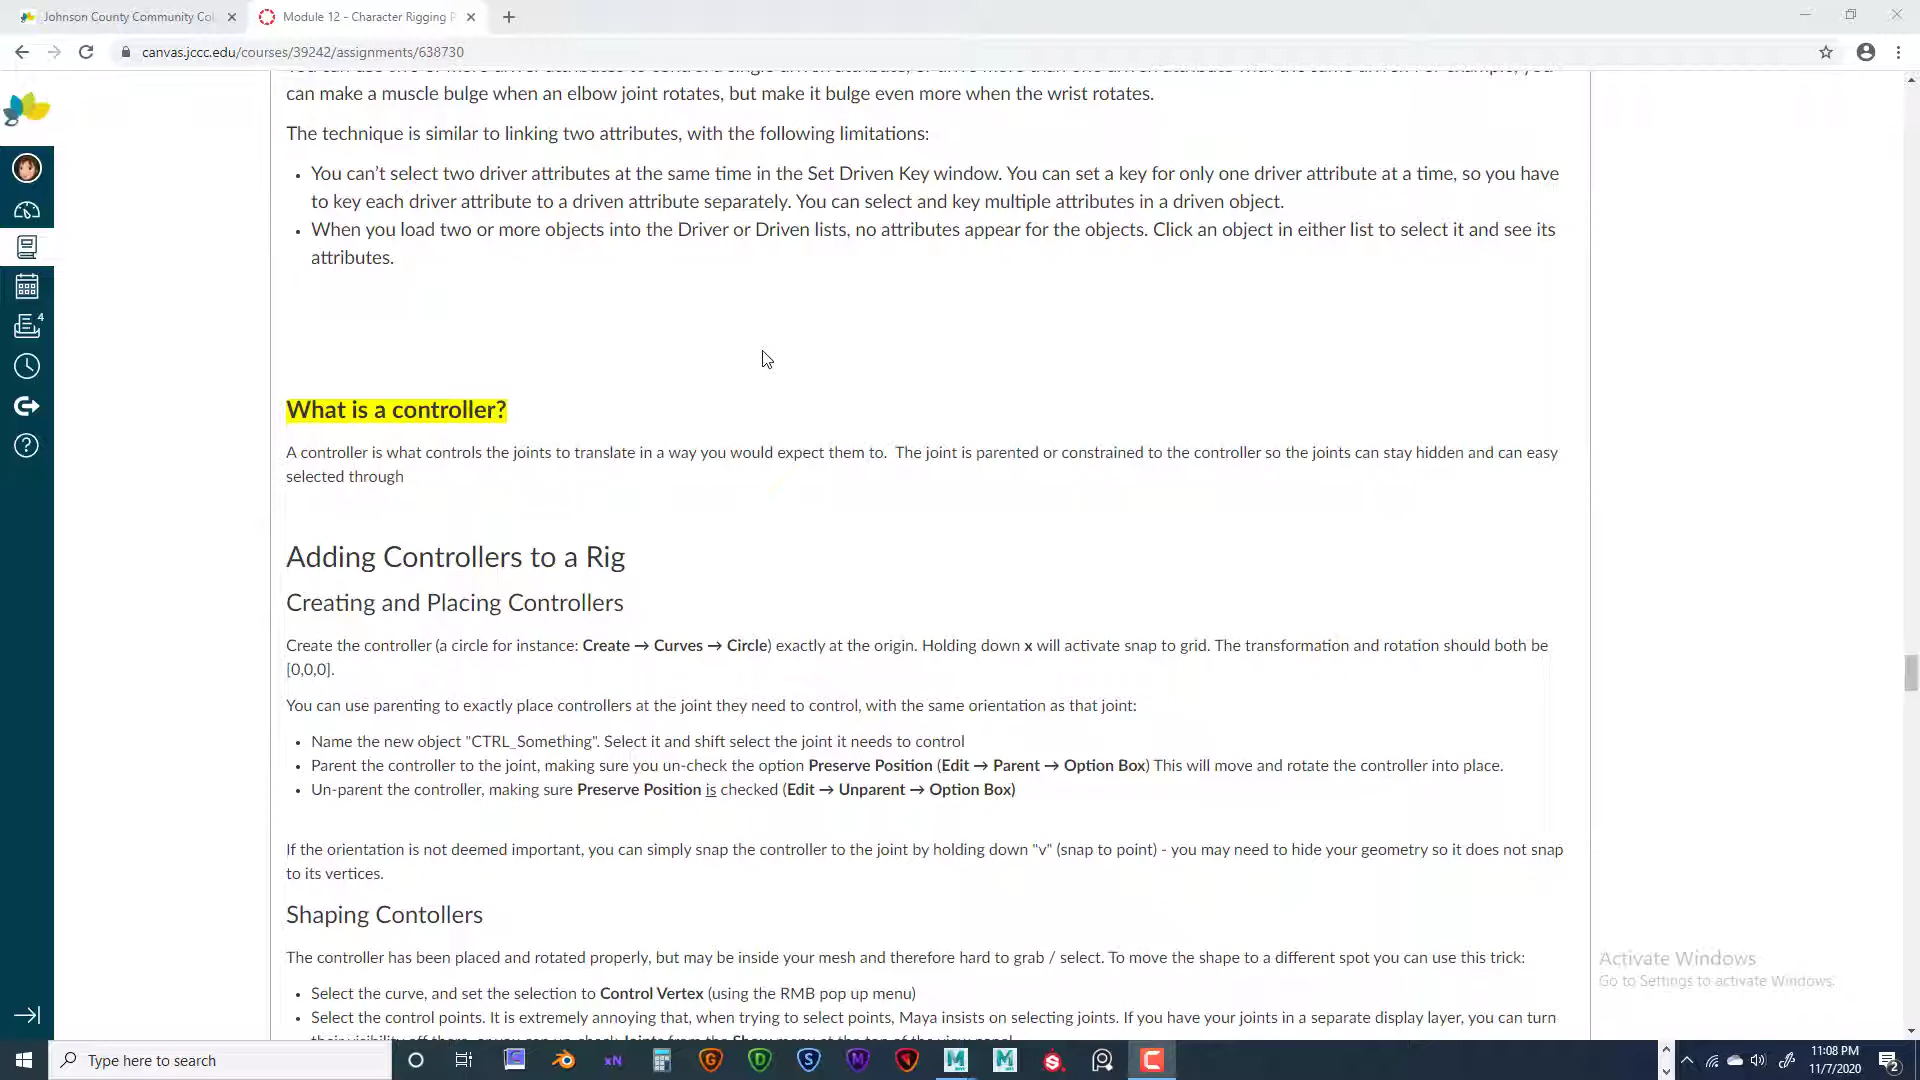 Johnson County Community Col
Module 12 - Character Rigging P
canvas.jccc.edu/courses/39242/assignments/638730
can make a muscle bulge when an elbow joint rotates, but make it bulge even more when the wrist rotates.
The technique is similar to linking two attributes, with the following limitations:
• You can't select two driver attributes at the same time in the Set Driven Key window. You can set a key for only one driver attribute at a time, so you have
to key each driver attribute to a driven attribute separately. You can select and key multiple attributes in a driven object.
• When you load two or more objects into the Driver or Driven lists, no attributes appear for the objects. Click an object in either list to select it and see its
attributes.
4
What is a controller?
A controller is what controls the joints to translate in a way you would expect them to.  The joint is parented or constrained to the controller so the joints can stay hidden and can easy
selected through
Adding Controllers to a Rig
Creating and Placing Controllers
Create the controller (a circle for instance: Create → Curves → Circle) exactly at the origin. Holding down x will activate snap to grid. The transformation and rotation should both be
[0,0,0].
You can use parenting to exactly place controllers at the joint they need to control, with the same orientation as that joint:
• Name the new object "CTRL_Something". Select it and shift select the joint it needs to control
• Parent the controller to the joint, making sure you un-check the option Preserve Position (Edit → Parent → Option Box) This will move and rotate the controller into place.
• Un-parent the controller, making sure Preserve Position is checked (Edit → Unparent → Option Box)
If the orientation is not deemed important, you can simply snap the controller to the joint by holding down "v" (snap to point) - you may need to hide your geometry so it does not snap
to its vertices.
Shaping Contollers
The controller has been placed and rotated properly, but may be inside your mesh and therefore hard to grab / select. To move the shape to a different spot you can use this trick:
• Select the curve, and set the selection to Control Vertex (using the RMB pop up menu)
• Select the control points. It is extremely annoying that, when trying to select points, Maya insists on selecting joints. If you have your joints in a separate display layer, you can turn
Activate Windows
Go to Settings to activate Windows.
Type here to search
xN
11:08 PM
11/7/2020
2